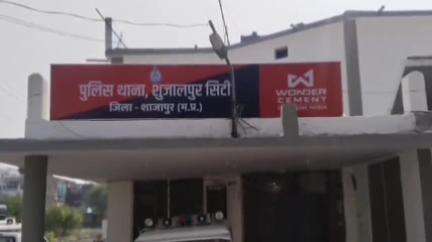 पुलिस थाना, शुजालपुर सिटी
जिला - शाजापुर (म.प्र.)
WONDER
CEMENT